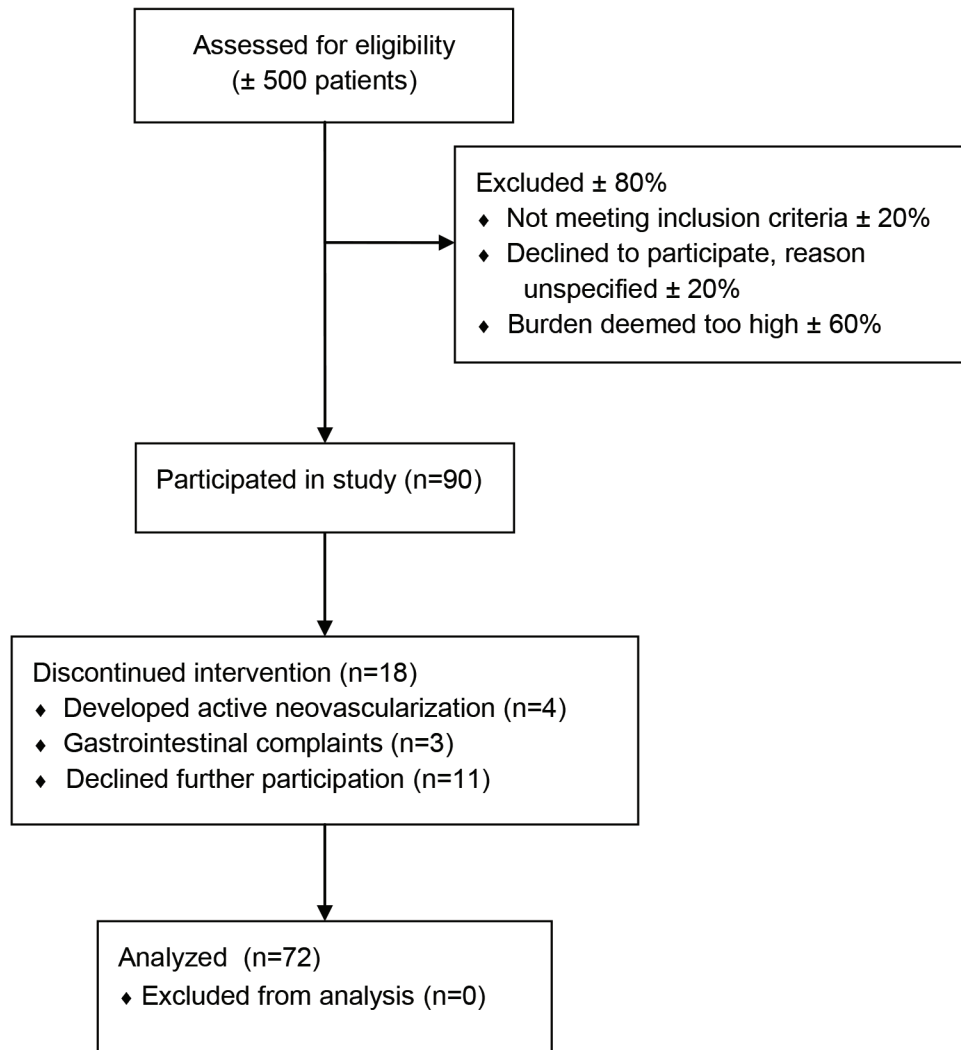 Assessed for eligibility
(± 500 patients)
Excluded ± 80%
♦ Not meeting inclusion criteria ± 20%
♦ Declined to participate, reason
unspecified ± 20%
♦ Burden deemed too high ± 60%
Participated in study (n=90)
Discontinued intervention (n=18)
♦ Developed active neovascularization (n=4)
♦ Gastrointestinal complaints (n=3)
♦ Declined further participation (n=11)
Analyzed (n=72)
♦ Excluded from analysis (n=0)